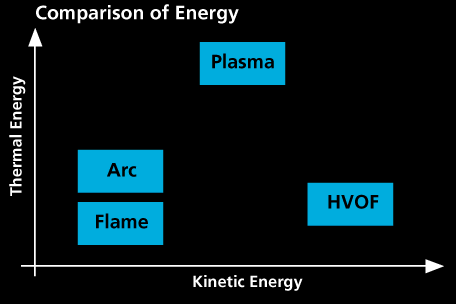 Comparison of Energy
Thermal Energy
Plasma
Arc
Flame
HVOF
Kinetic Energy